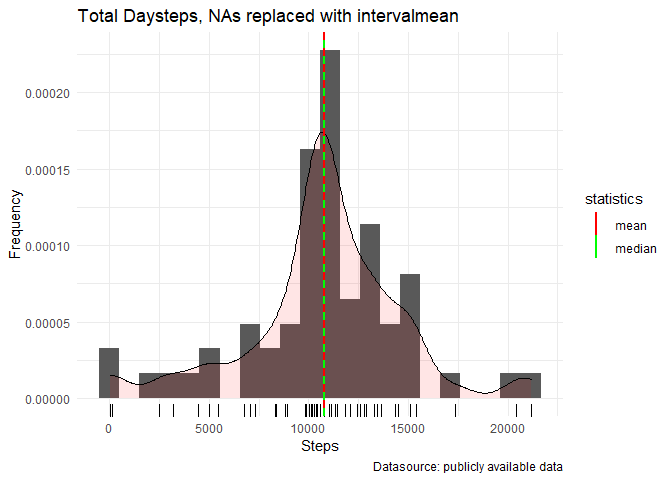 Total Daysteps, NAs replaced with intervalmean
Frequency
0.00020
0.00015
0.00010
0.00005
0.00000
0
5000
10000
15000
20000
Steps
statistics
mean
median
Datasource: publicly available data